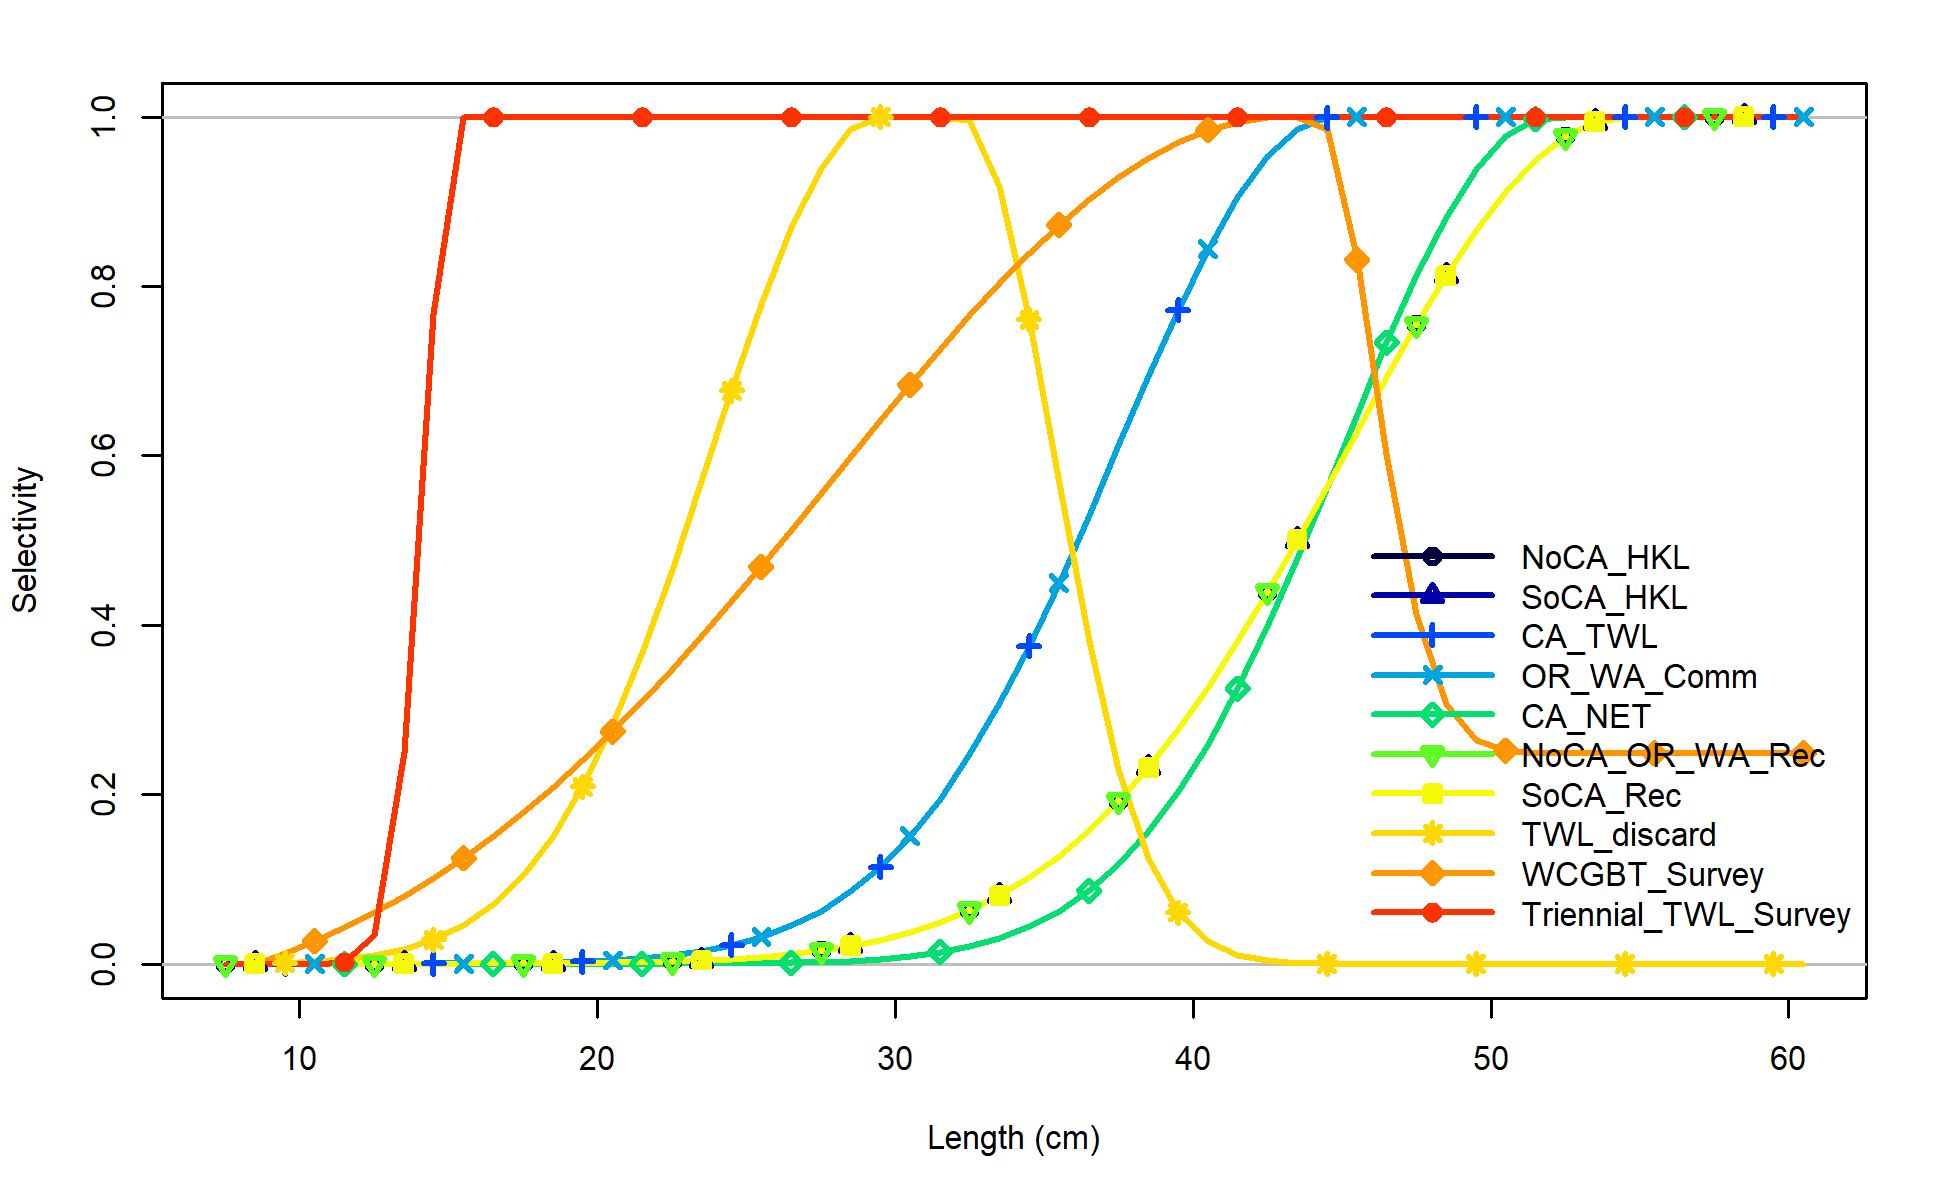 1.0
0.8
0.6
0.4
0.2
0.0
Selectivity
NoCA_HKL
SoCA_HKL
CA_TWL
OR_WA_Comm
CA_NET
NoCA_OR_WA_Rec
SoCA_Rec
TWL_discard
WCGBT_Survey
Triennial_TWL_Survey
10 20 30 40 50 60
Length (cm)